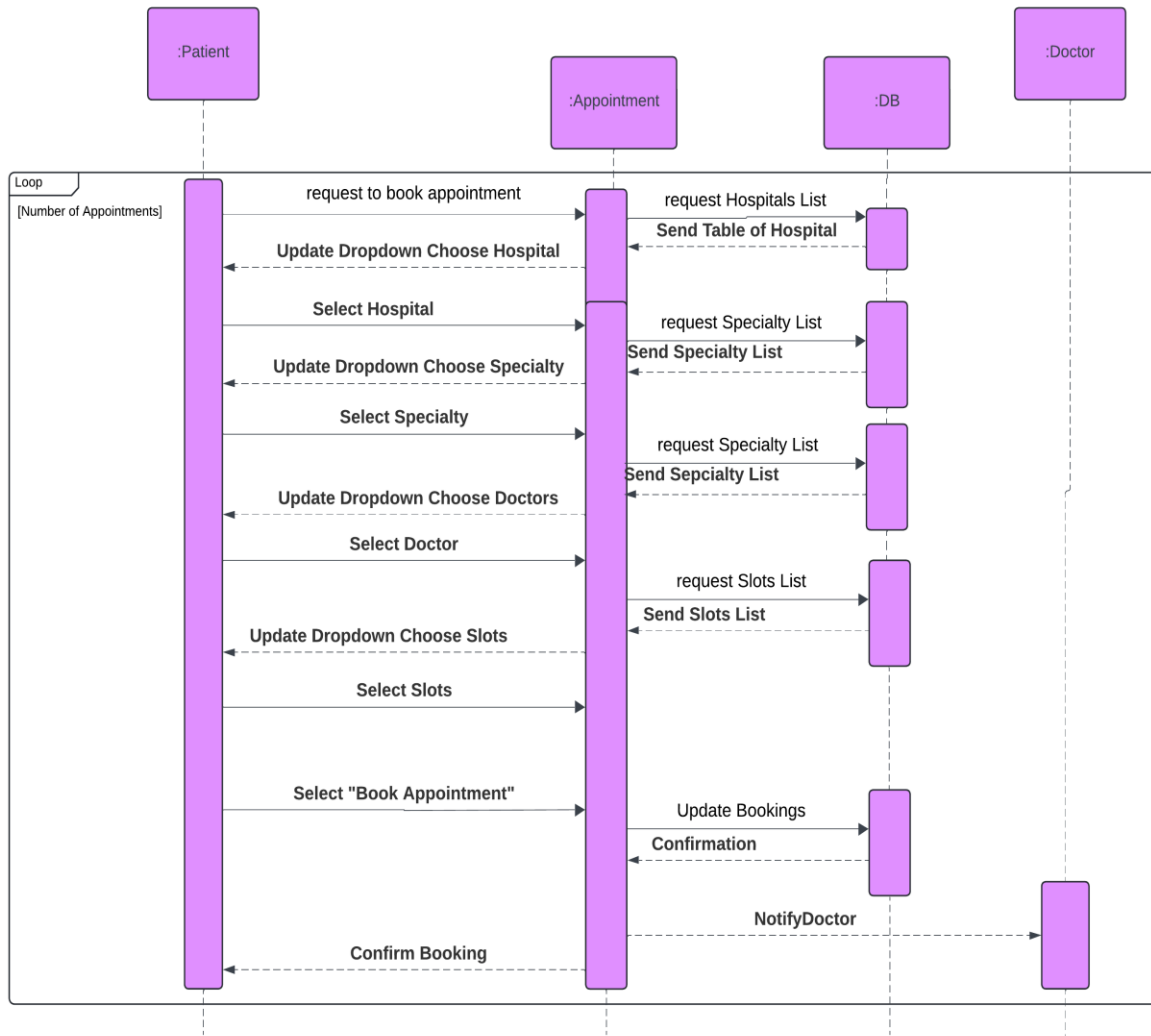 :Patient
:Appointment
:DB
:Doctor
Loop
[Number of Appointments]
request to book appointment
request Hospitals List
Send Table of Hospital
Update Dropdown Choose Hospital
Select Hospital
request Specialty List
Send Specialty List
Update Dropdown Choose Specialty
Select Specialty
request Specialty List
Send Sepcialty List
Update Dropdown Choose Doctors
Select Doctor
request Slots List
Send Slots List
Update Dropdown Choose Slots
Select Slots
Select "Book Appointment"
Update Bookings
Confirmation
NotifyDoctor
Confirm Booking